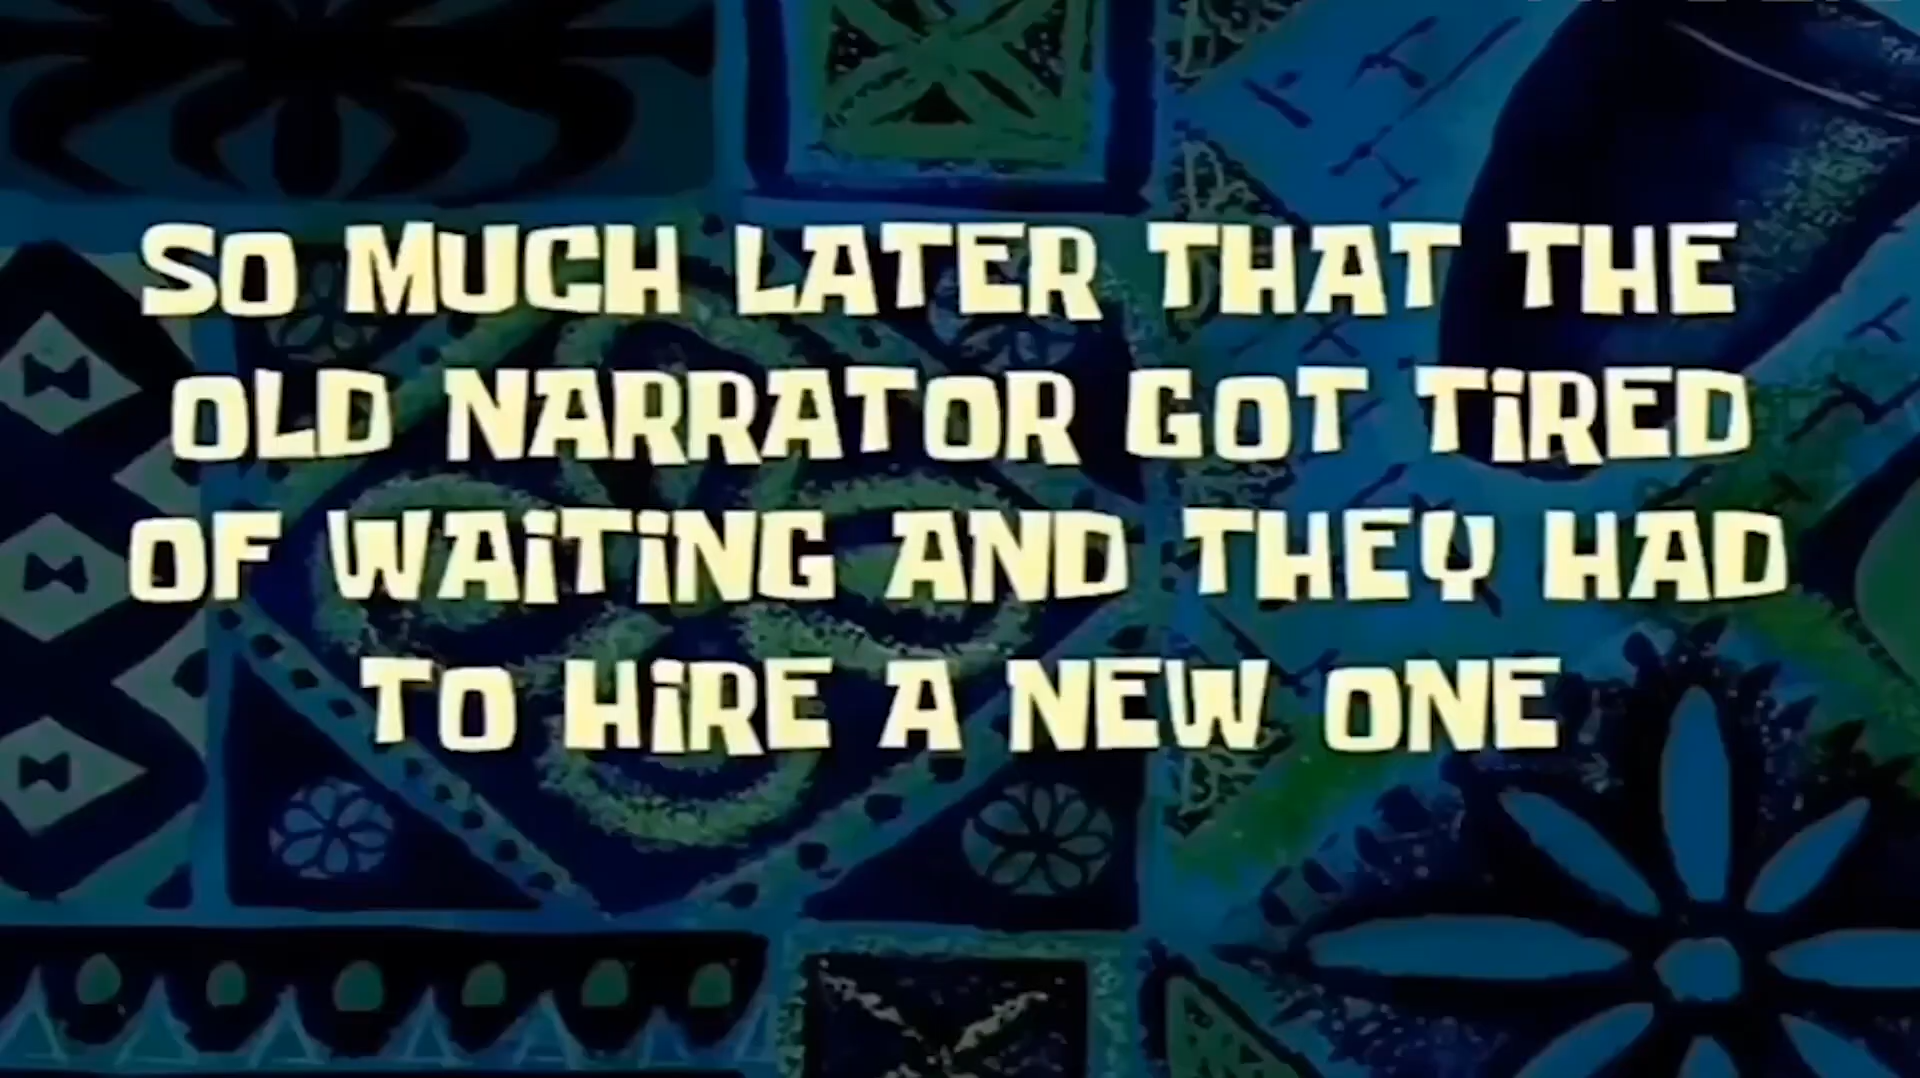 SO MUCH LATER THAT THE
OLD NARRATOR GOT TIRED
OF WAITING AND THEY HAD
TO HIRE A NEW ONE